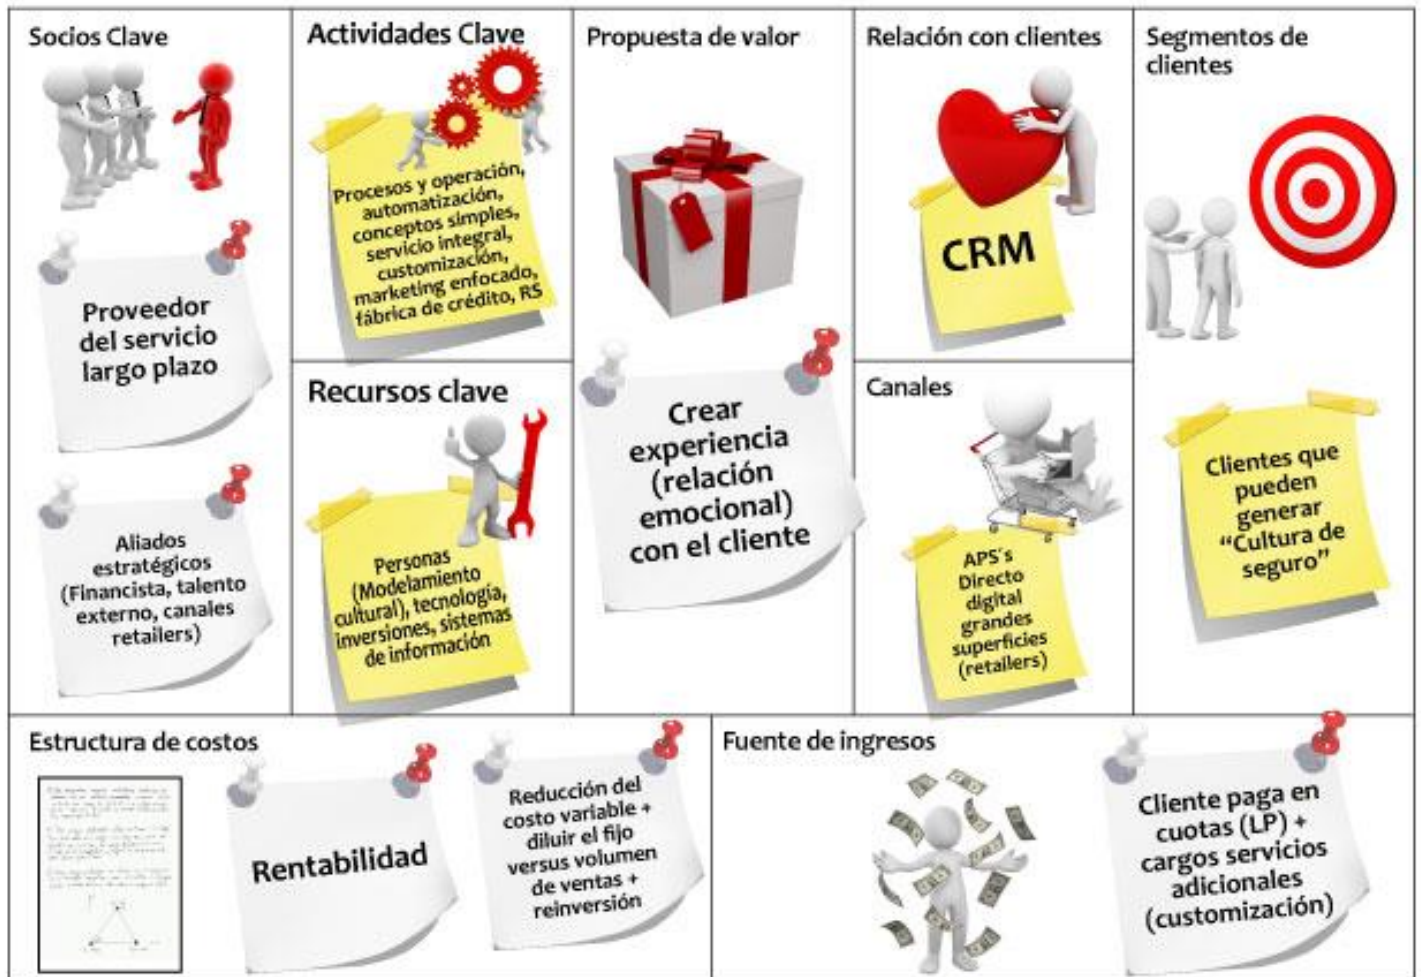 Socios Clave
Proveedor
del servicio
largo plazo
Aliados
estratégicos
(Financista, talento
externo, canales
retailers)
Actividades Clave
Procesos y operación,
automatización,
conceptos simples,
servicio integral,
customización,
marketing enfocado,
fábrica de crédito, RS
Recursos clave
Personas
(Modelamiento
cultural), tecnología,
inversiones, sistemas
de información
Propuesta de valor
Crear
experiencia
(relación
emocional)
con el cliente
Relación con clientes
CRM
Canales
APS´s
Directo
digital
grandes
superficies
(retailers)
Segmentos de
clientes
Clientes que
pueden
generar
“Cultura de
seguro”
Estructura de costos
Rentabilidad
Reducción del
costo variable +
diluir el fijo
versus volumen
de ventas +
reinversión
Fuente de ingresos
Cliente paga en
cuotas (LP) +
cargos servicios
adicionales
(customización)